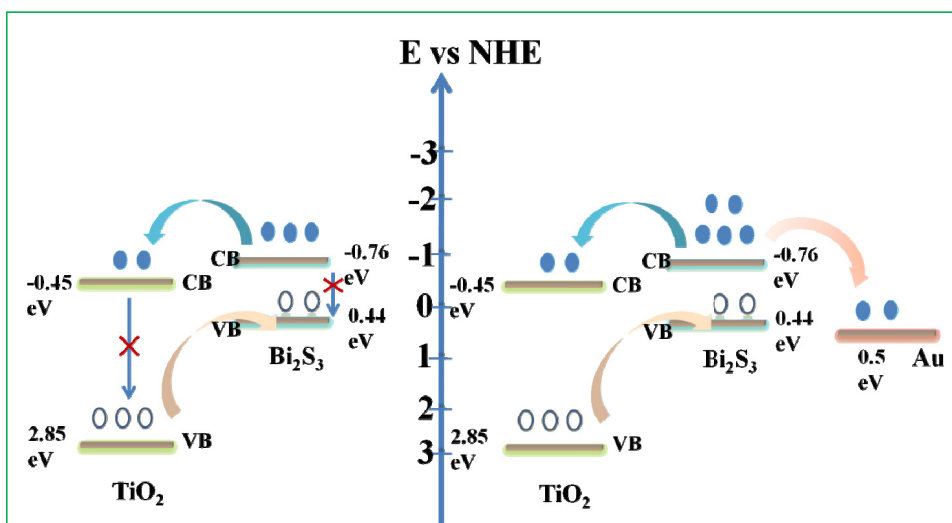 E vs NHE
-3
-2
-1
0
1
2
3
CB
-0.76
eV
-0.45
eV
CB
0.44
eV
VB
Bi₂S₃
2.85
eV
VB
TiO₂
CB
-0.76
eV
-0.45
eV
CB
0.44
eV
VB
Bi₂S₃
0.5
eV
Au
2.85
eV
VB
TiO₂